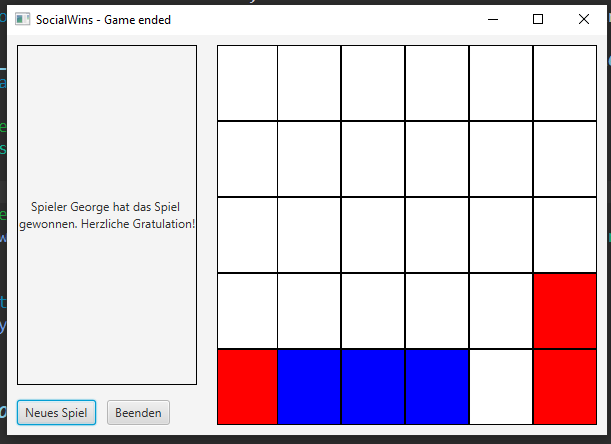 SocialWins - Game ended
Spieler George hat das Spiel
gewonnen. Herzliche Gratulation!
Neues Spiel
Beenden